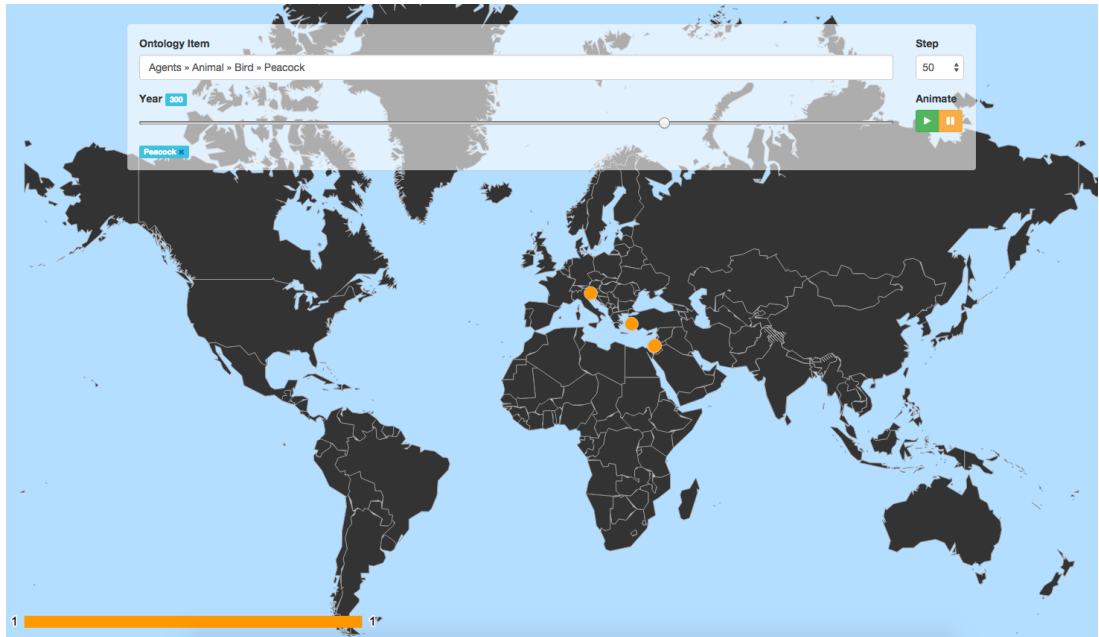 Ontology Item
Step
Agents » Animal » Bird » Peacock
50
Year 300
Animate
Peacock ×
1
1